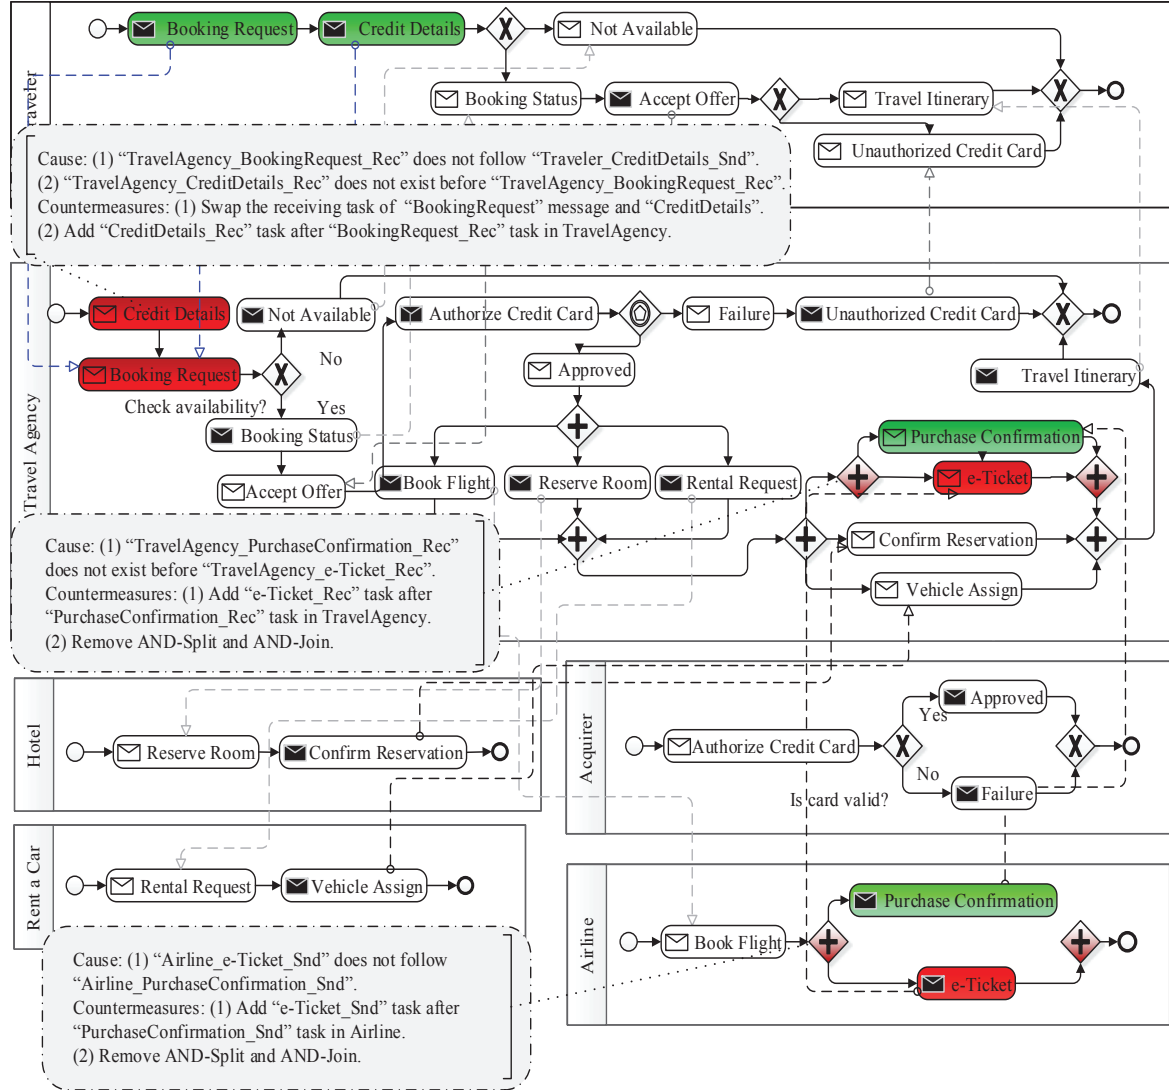 Booking Request
Credit Details
Not Available
Booking Status
Accept Offer
Travel Itinerary
Unauthorized Credit Card
raveler
Cause: (1) “TravelAgency_BookingRequest_Rec” does not follow “Traveler_CreditDetails_Snd”.
(2) “TravelAgency_CreditDetails_Rec” does not exist before “TravelAgency_BookingRequest_Rec”.
Countermeasures: (1) Swap the receiving task of “BookingRequest” message and “CreditDetails”.
(2) Add “CreditDetails_Rec” task after “BookingRequest_Rec” task in TravelAgency.
Travel Agency
Credit Details
Not Available
Authorize Credit Card
Failure
Unauthorized Credit Card
Booking Request
No
Approved
Travel Itinerary
Check availability?
Yes
Booking Status
Purchase Confirmation
Accept Offer
Book Flight
Reserve Room
Rental Request
e-Ticket
Confirm Reservation
Vehicle Assign
Cause: (1) “TravelAgency_PurchaseConfirmation_Rec”
does not exist before “TravelAgency_e-Ticket_Rec”.
Countermeasures: (1) Add “e-Ticket_Rec” task after
“PurchaseConfirmation_Rec” task in TravelAgency.
(2) Remove AND-Split and AND-Join.
Hotel
Reserve Room
Confirm Reservation
Acquirer
Authorize Credit Card
Yes
Approved
No
Failure
Is card valid?
Rent a Car
Rental Request
Vehicle Assign
Airline
Book Flight
Purchase Confirmation
e-Ticket
Cause: (1) “Airline_e-Ticket_Snd” does not follow
“Airline_PurchaseConfirmation_Snd”.
Countermeasures: (1) Add “e-Ticket_Snd” task after
“PurchaseConfirmation_Snd” task in Airline.
(2) Remove AND-Split and AND-Join.